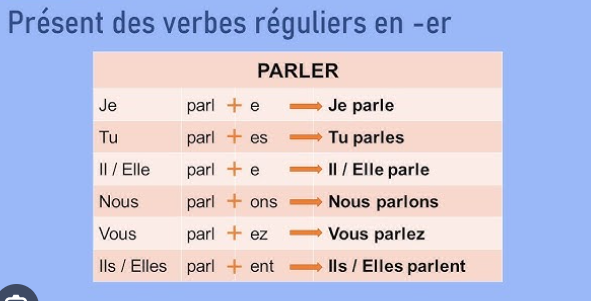 Présent des verbes réguliers en -er
PARLER
Je parl + e → Je parle
Tu parl + es → Tu parles
Il / Elle parl + e → Il / Elle parle
Nous parl + ons → Nous parlons
Vous parl + ez → Vous parlez
Ils / Elles parl + ent → Ils / Elles parlent